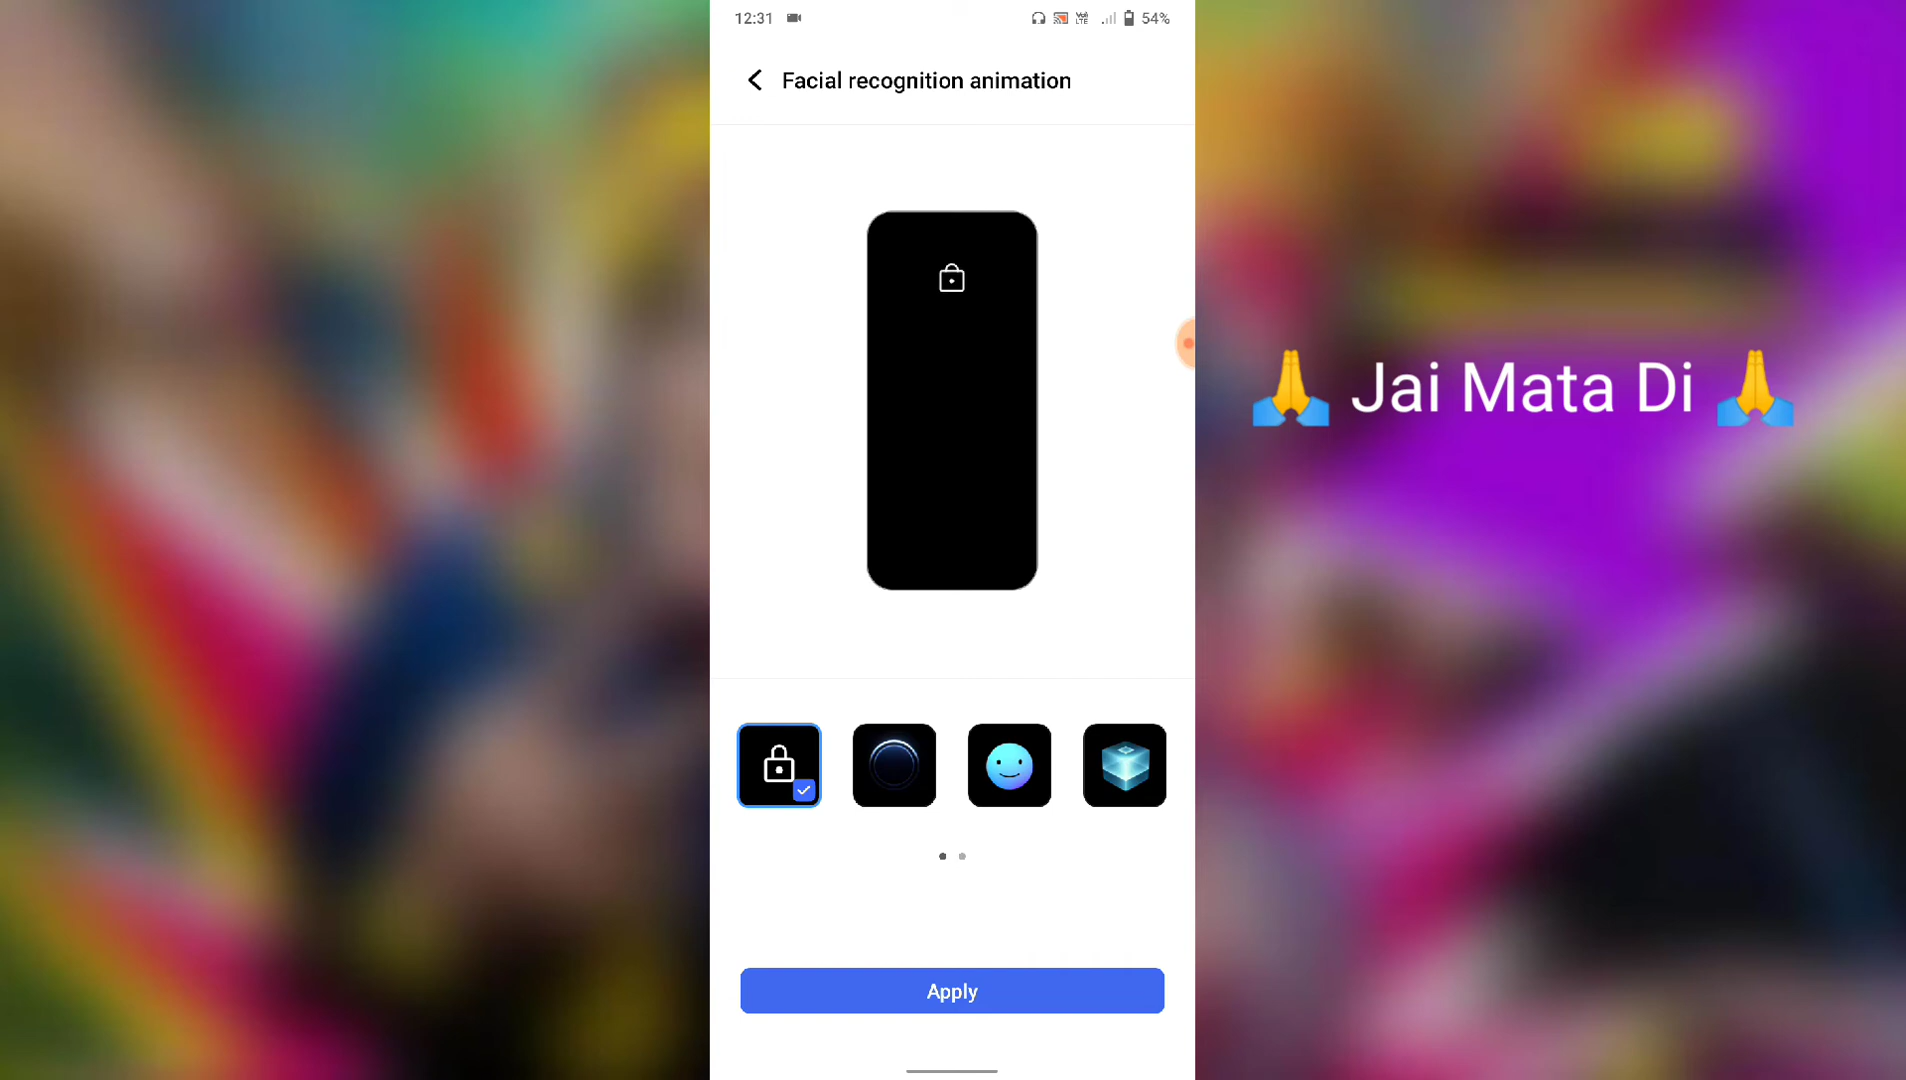 12:31 54%
Facial recognition animation
🙏 Jai Mata Di 🙏
Apply